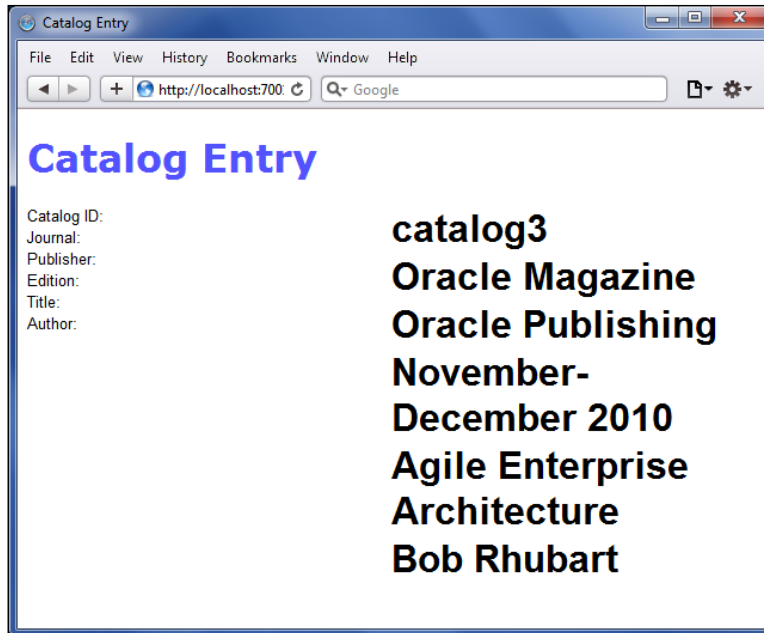 Catalog Entry
File Edit View History Bookmarks Window Help
http://localhost:700 Google
Catalog Entry
Catalog ID:
Journal:
Publisher:
Edition:
Title:
Author:
catalog3
Oracle Magazine
Oracle Publishing
November-
December 2010
Agile Enterprise
Architecture
Bob Rhubart